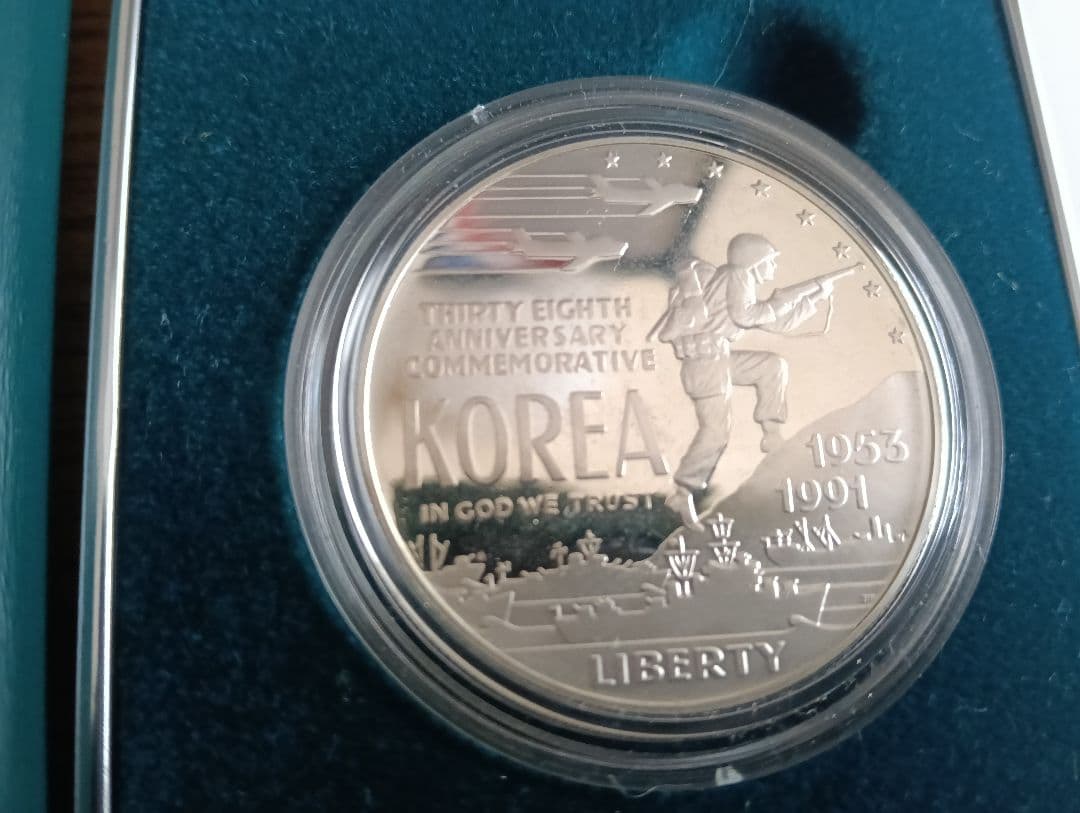 THIRTY EIGHTH
ANNIVERSARY
COMMEMORATIVE
KOREA
IN GOD WE TRUST
1953
1991
LIBERTY